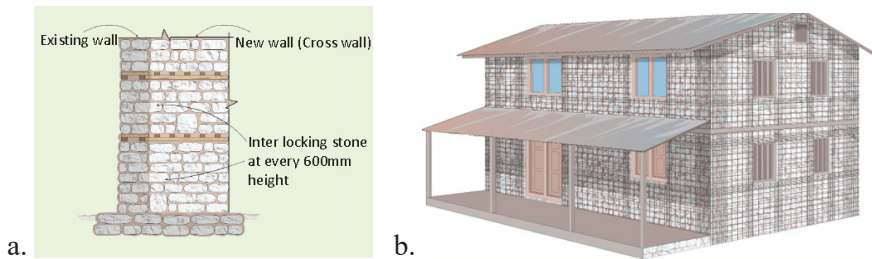 Existing wall
New wall (Cross wall)
Inter locking stone
at every 600mm
height
a.
b.